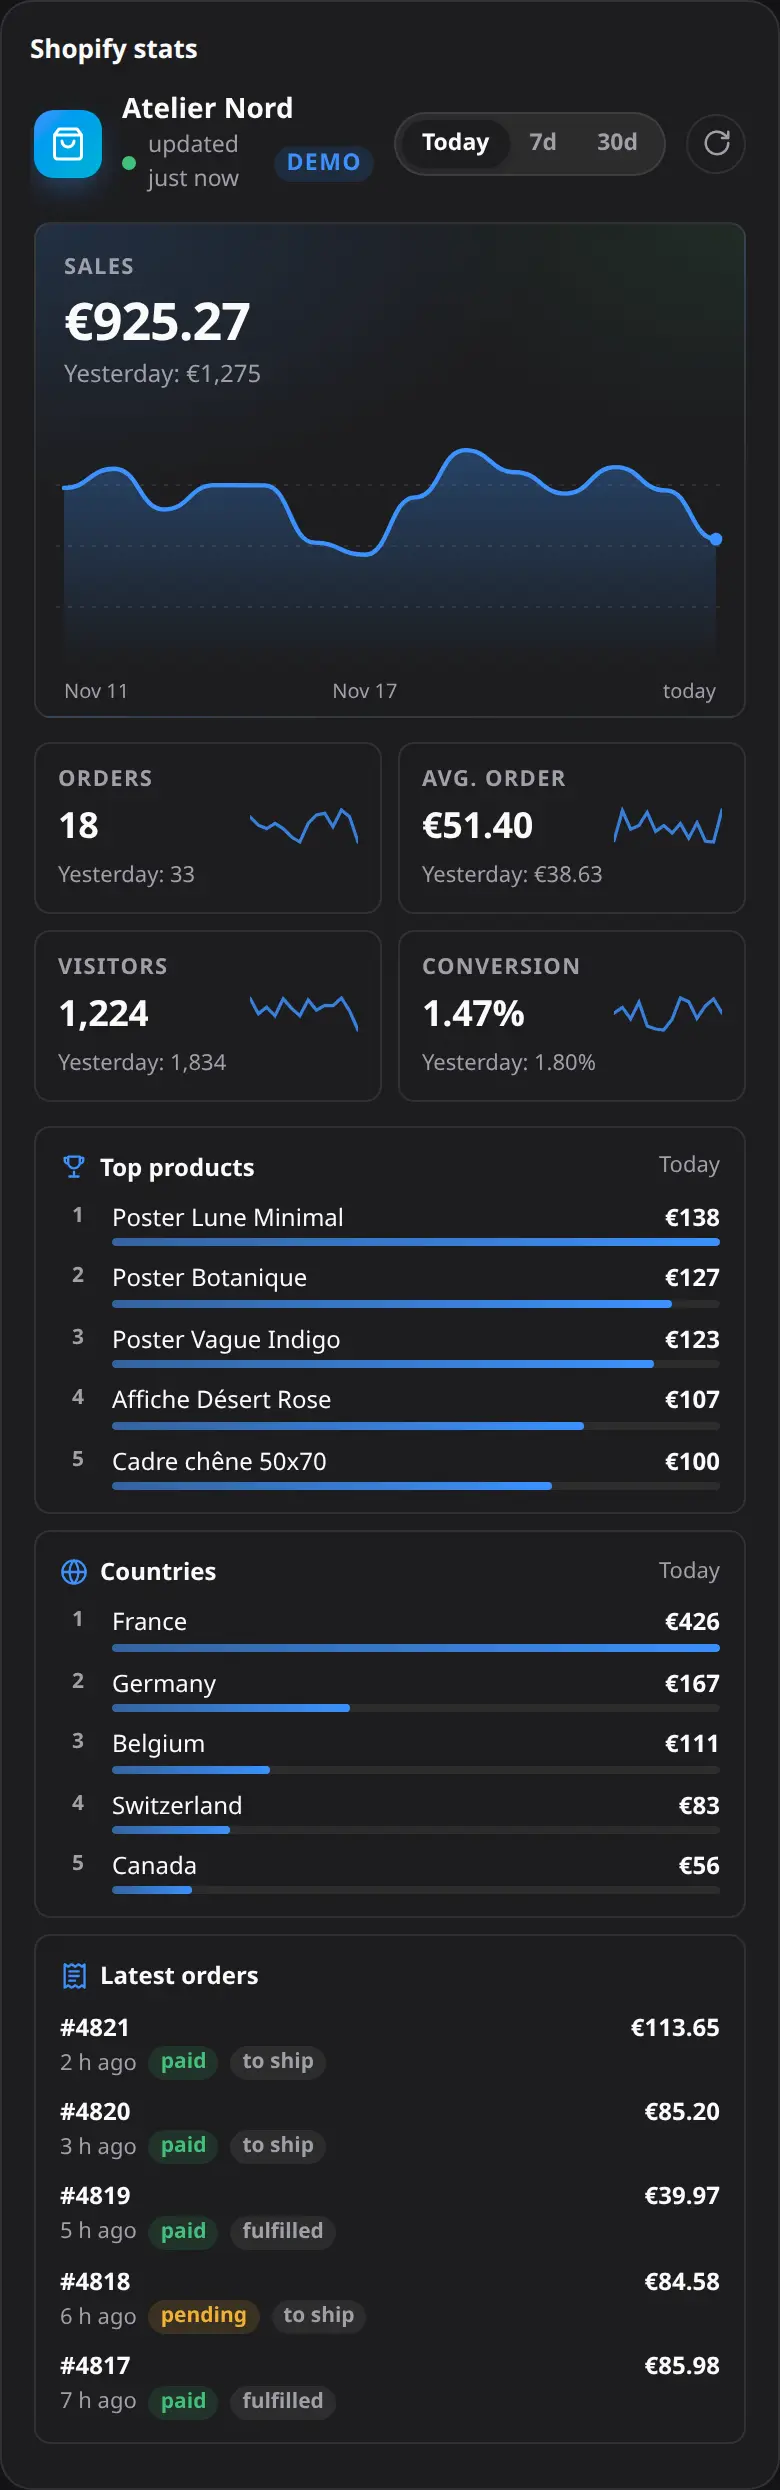 Shopify stats
Atelier Nord
updated
just now
DEMO
Today
7d
30d
SALES
€925.27
Yesterday: €1,275
Nov 11
Nov 17
today
ORDERS
18
Yesterday: 33
AVG. ORDER
€51.40
Yesterday: €38.63
VISITORS
1,224
Yesterday: 1,834
CONVERSION
1.47%
Yesterday: 1.80%
Top products
Today
1 Poster Lune Minimal €138
2 Poster Botanique €127
3 Poster Vague Indigo €123
4 Affiche Désert Rose €107
5 Cadre chêne 50x70 €100
Countries
Today
1 France €426
2 Germany €167
3 Belgium €111
4 Switzerland €83
5 Canada €56
Latest orders
#4821 €113.65
2 h ago paid to ship
#4820 €85.20
3 h ago paid to ship
#4819 €39.97
5 h ago paid fulfilled
#4818 €84.58
6 h ago pending to ship
#4817 €85.98
7 h ago paid fulfilled